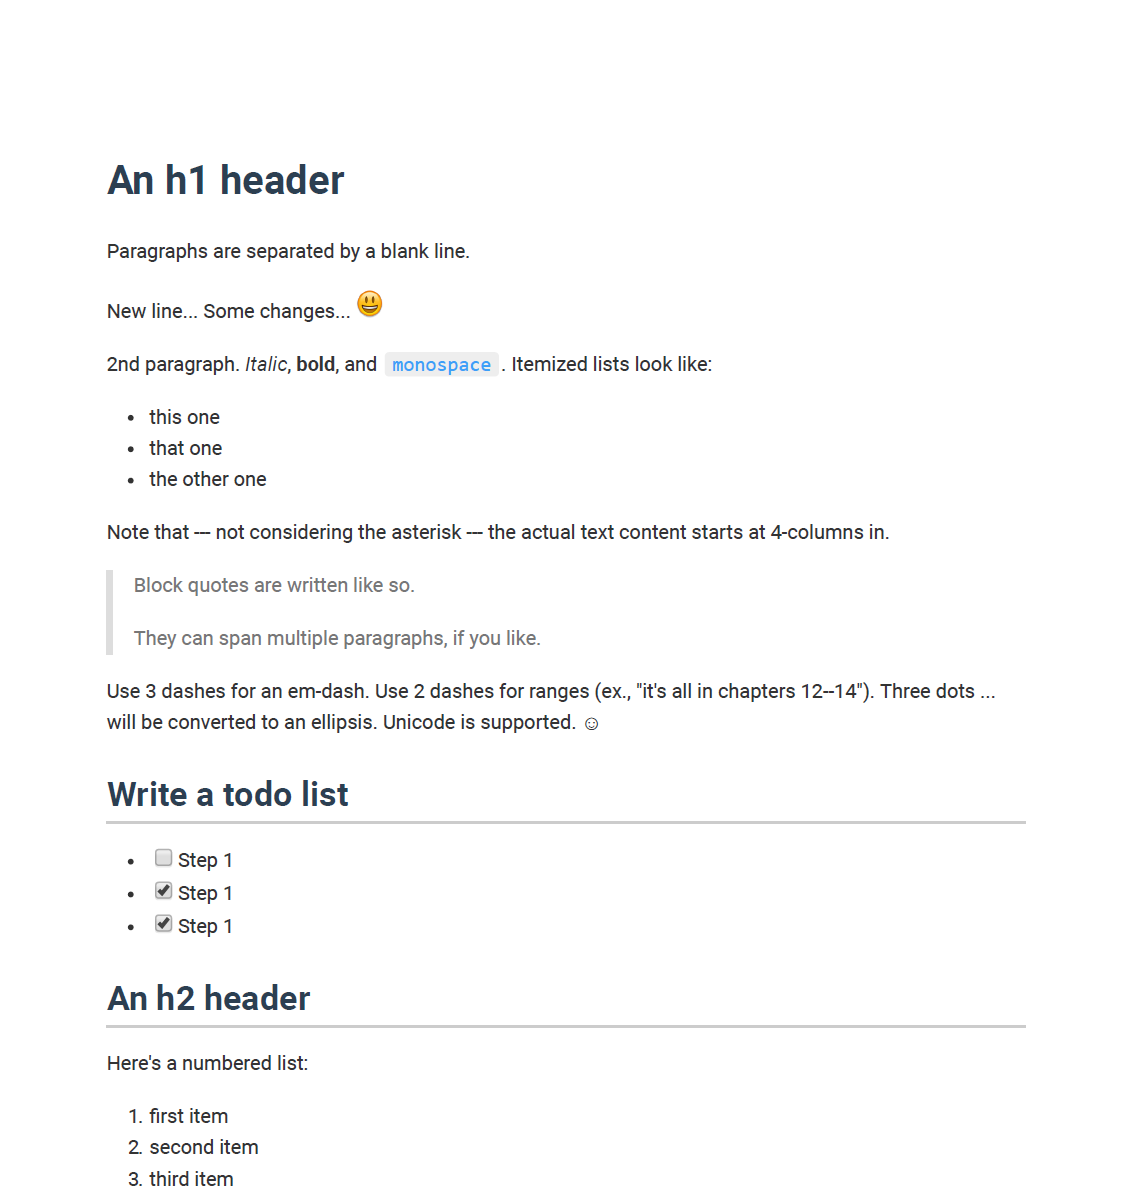 An h1 header
Paragraphs are separated by a blank line.
New line... Some changes... 😃
2nd paragraph. Italic, bold, and monospace. Itemized lists look like:
• this one
• that one
• the other one
Note that --- not considering the asterisk --- the actual text content starts at 4-columns in.
Block quotes are written like so.
They can span multiple paragraphs, if you like.
Use 3 dashes for an em-dash. Use 2 dashes for ranges (ex., "it's all in chapters 12--14"). Three dots ...
will be converted to an ellipsis. Unicode is supported. ☺
Write a todo list
• ☐ Step 1
• ☑ Step 1
• ☑ Step 1
An h2 header
Here's a numbered list:
1. first item
2. second item
3. third item